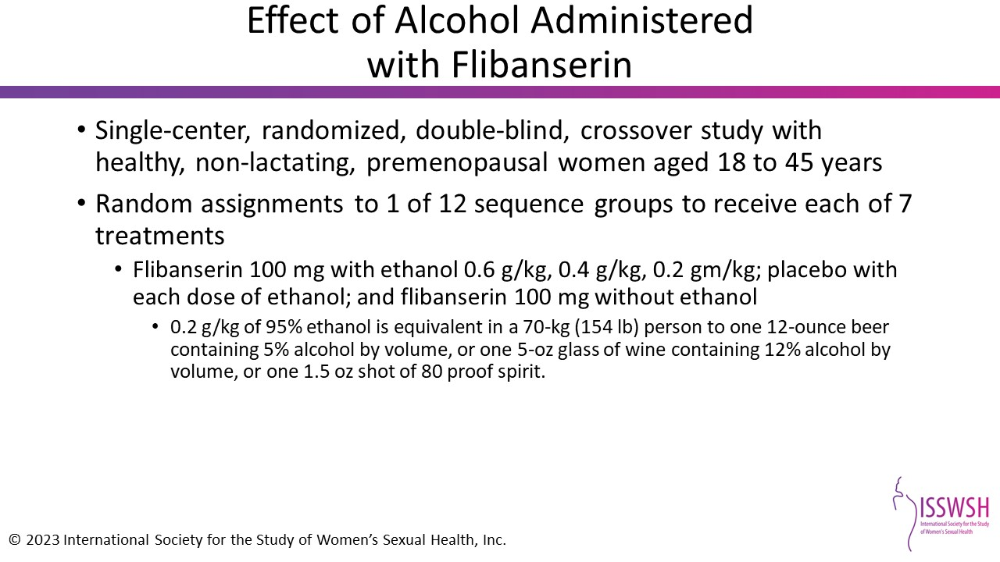 Effect of Alcohol Administered
with Flibanserin
• Single-center, randomized, double-blind, crossover study with
healthy, non-lactating, premenopausal women aged 18 to 45 years
• Random assignments to 1 of 12 sequence groups to receive each of 7
treatments
• Flibanserin 100 mg with ethanol 0.6 g/kg, 0.4 g/kg, 0.2 gm/kg; placebo with
each dose of ethanol; and flibanserin 100 mg without ethanol
• 0.2 g/kg of 95% ethanol is equivalent in a 70-kg (154 lb) person to one 12-ounce beer
containing 5% alcohol by volume, or one 5-oz glass of wine containing 12% alcohol by
volume, or one 1.5 oz shot of 80 proof spirit.
ISSWSH
International Society for the Study
of Women's Sexual Health
© 2023 International Society for the Study of Women’s Sexual Health, Inc.